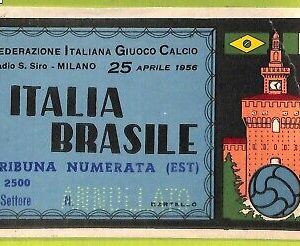 FEDERAZIONE ITALIANA GIUOCO CALCIO
Stadio S. Siro - MILANO 25 APRILE 1956
ITALIA
BRASILE
TRIBUNA NUMERATA (EST)
2500
Settore N.
ANNULLATO